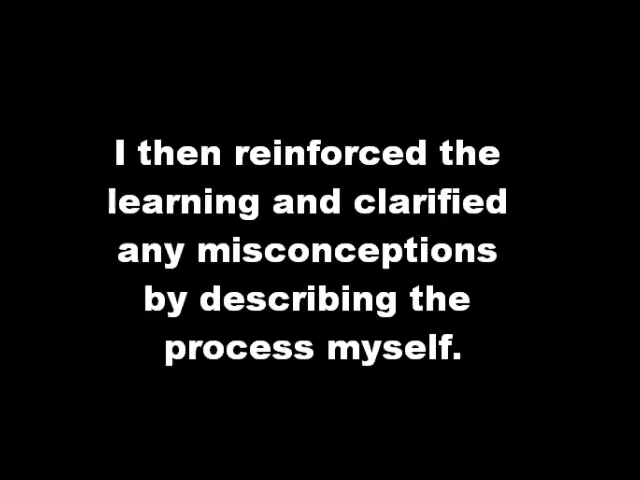 I then reinforced the
learning and clarified
any misconceptions
by describing the
process myself.